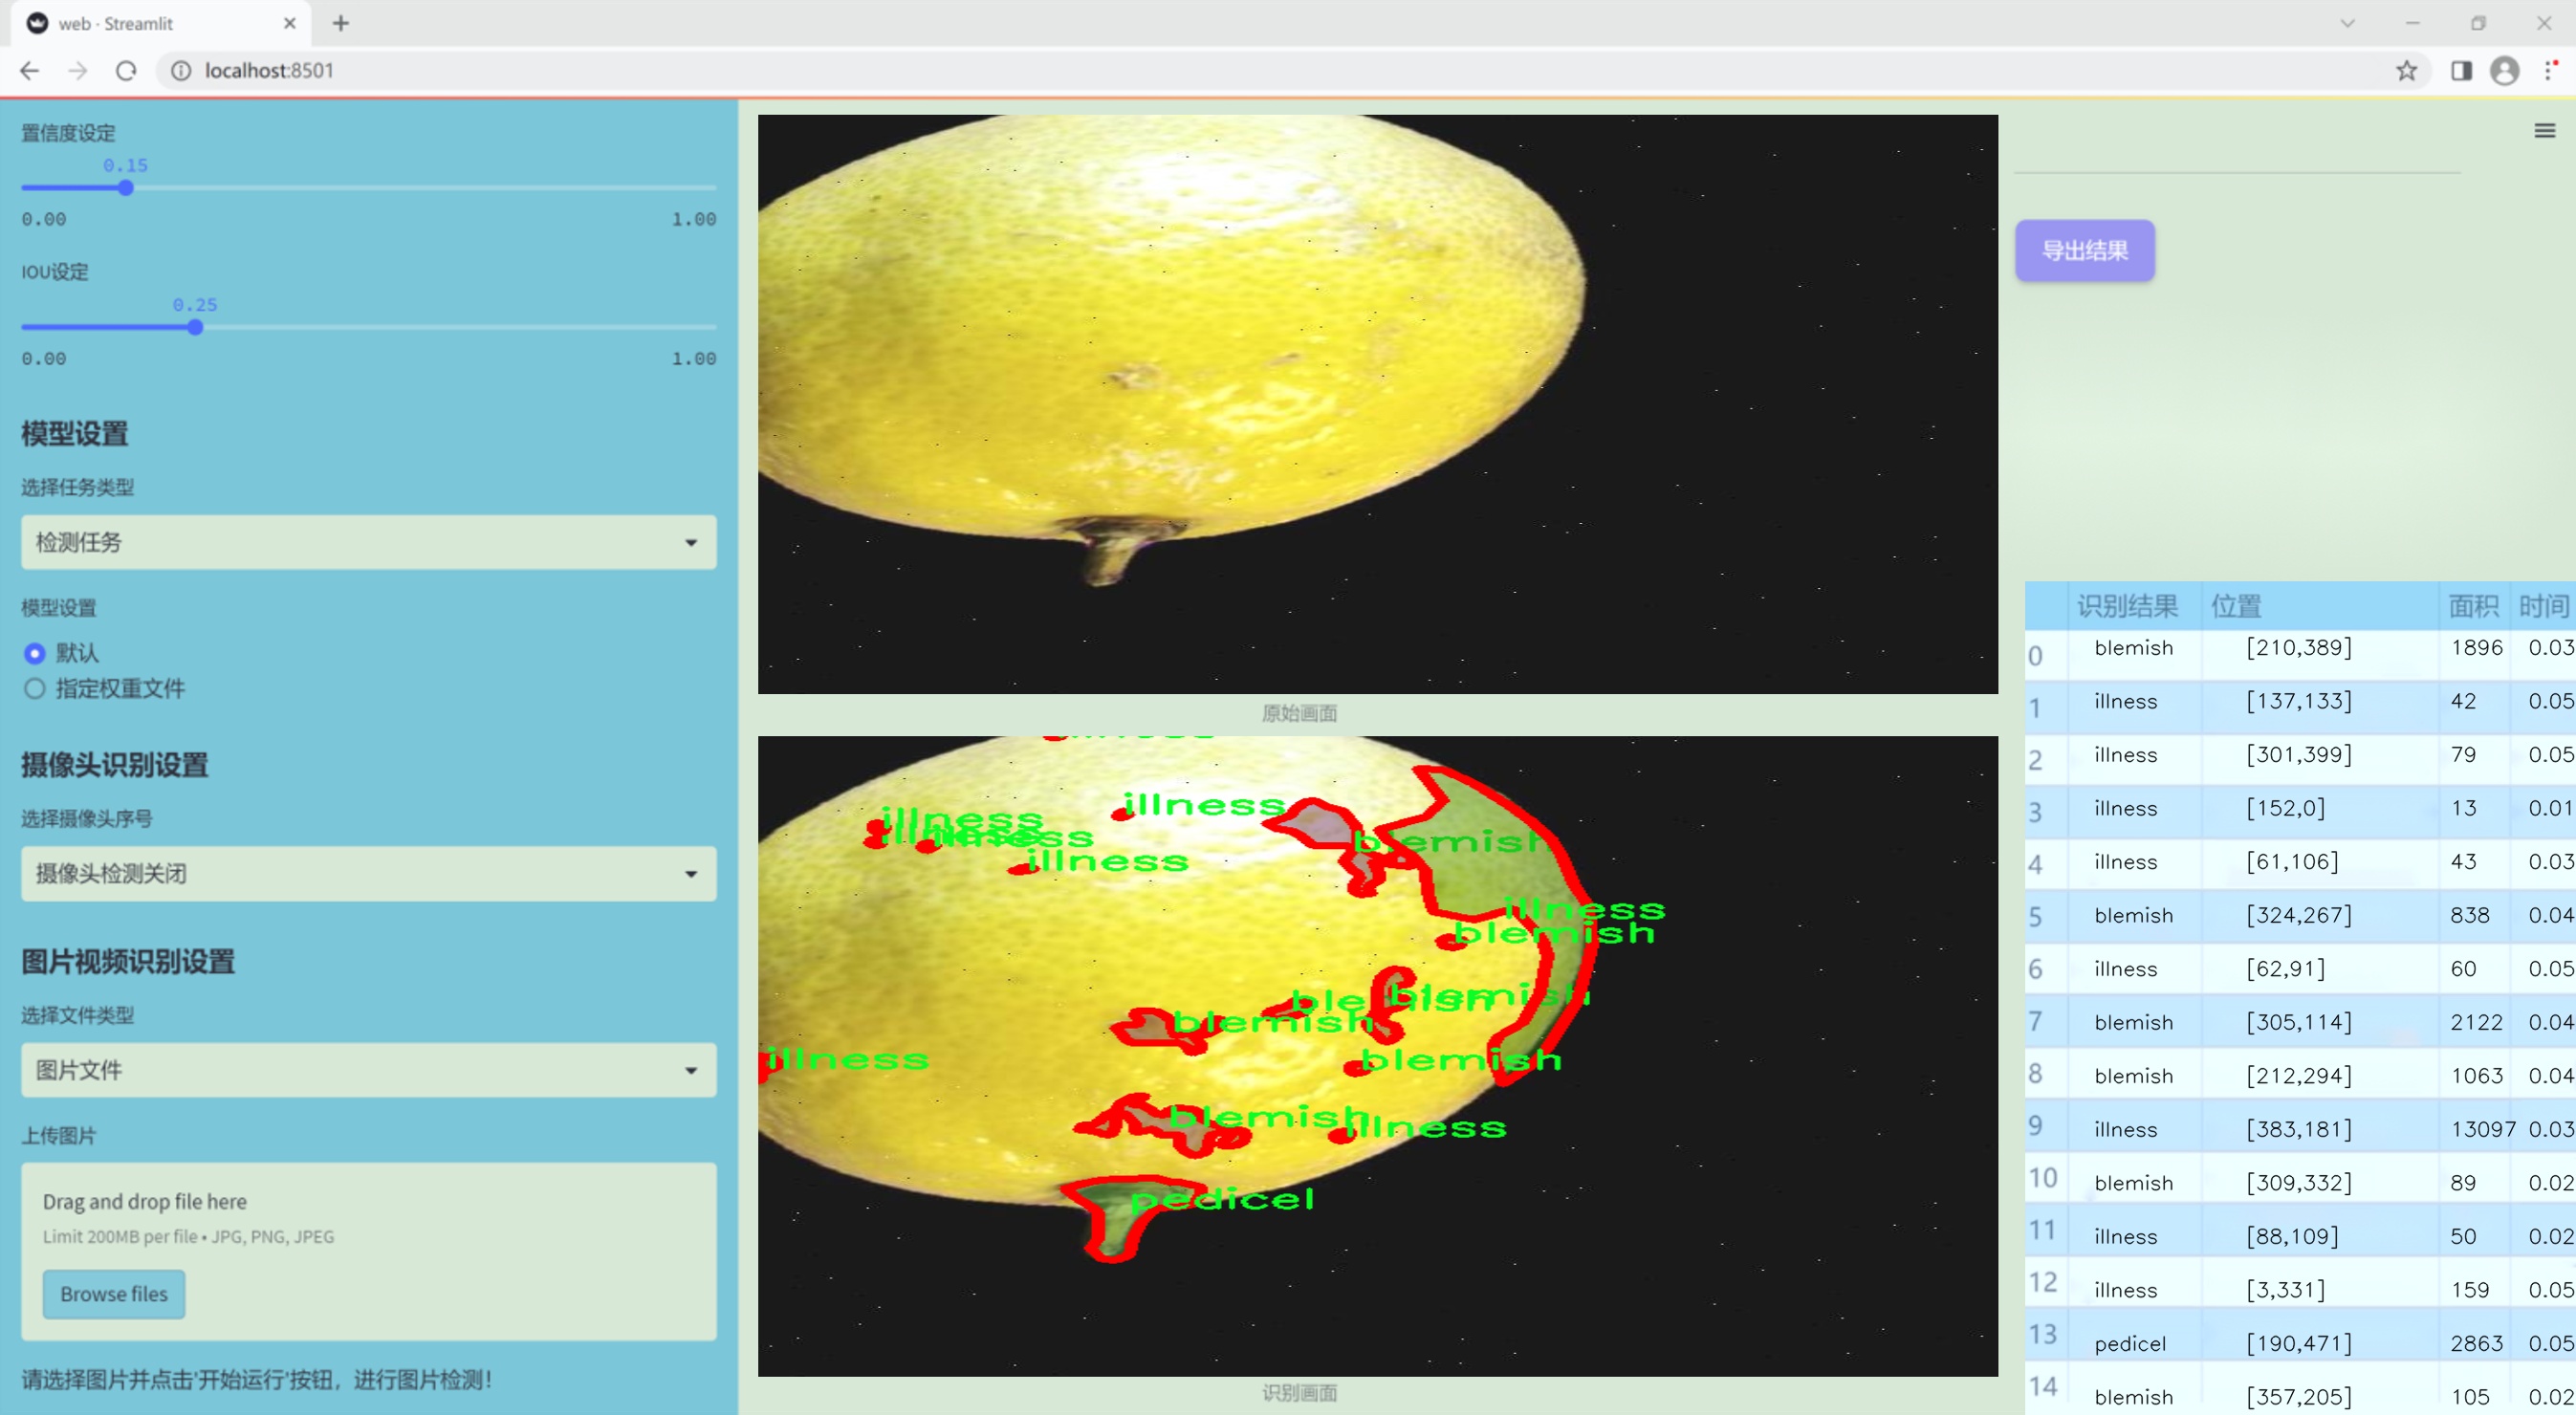 web · Streamlit
localhost:8501
置信度设定
0.15
0.00 1.00
IOU设定
0.25
0.00 1.00
模型设置
选择任务类型
检测任务
模型设置
默认
指定权重文件
摄像头识别设置
选择摄像头序号
摄像头检测关闭
图片视频识别设置
选择文件类型
图片文件
上传图片
Drag and drop file here
Limit 200MB per file • JPG, PNG, JPEG
Browse files
请选择图片并点击'开始运行'按钮，进行图片检测!
原始画面
illness
illness
illness
illness
illness
blemish
illness
blemish
blemish
blemish
blemish
illness
blemish
blemish
illness
pedicel
识别画面
导出结果
识别结果 位置 面积 时间
0 blemish [210,389] 1896 0.03
1 illness [137,133] 42 0.05
2 illness [301,399] 79 0.05
3 illness [152,0] 13 0.01
4 illness [61,106] 43 0.03
5 blemish [324,267] 838 0.04
6 illness [62,91] 60 0.05
7 blemish [305,114] 2122 0.04
8 blemish [212,294] 1063 0.04
9 illness [383,181] 13097 0.03
10 blemish [309,332] 89 0.02
11 illness [88,109] 50 0.02
12 illness [3,331] 159 0.05
13 pedicel [190,471] 2863 0.05
14 blemish [357,205] 105 0.02